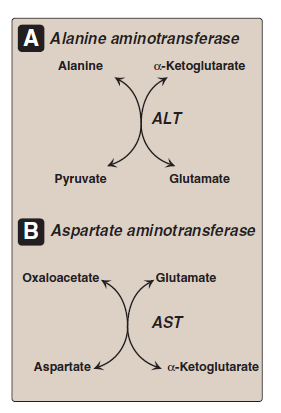 A Alanine aminotransferase
Alanine α-Ketoglutarate
ALT
Pyruvate Glutamate
B Aspartate aminotransferase
Oxaloacetate Glutamate
AST
Aspartate α-Ketoglutarate